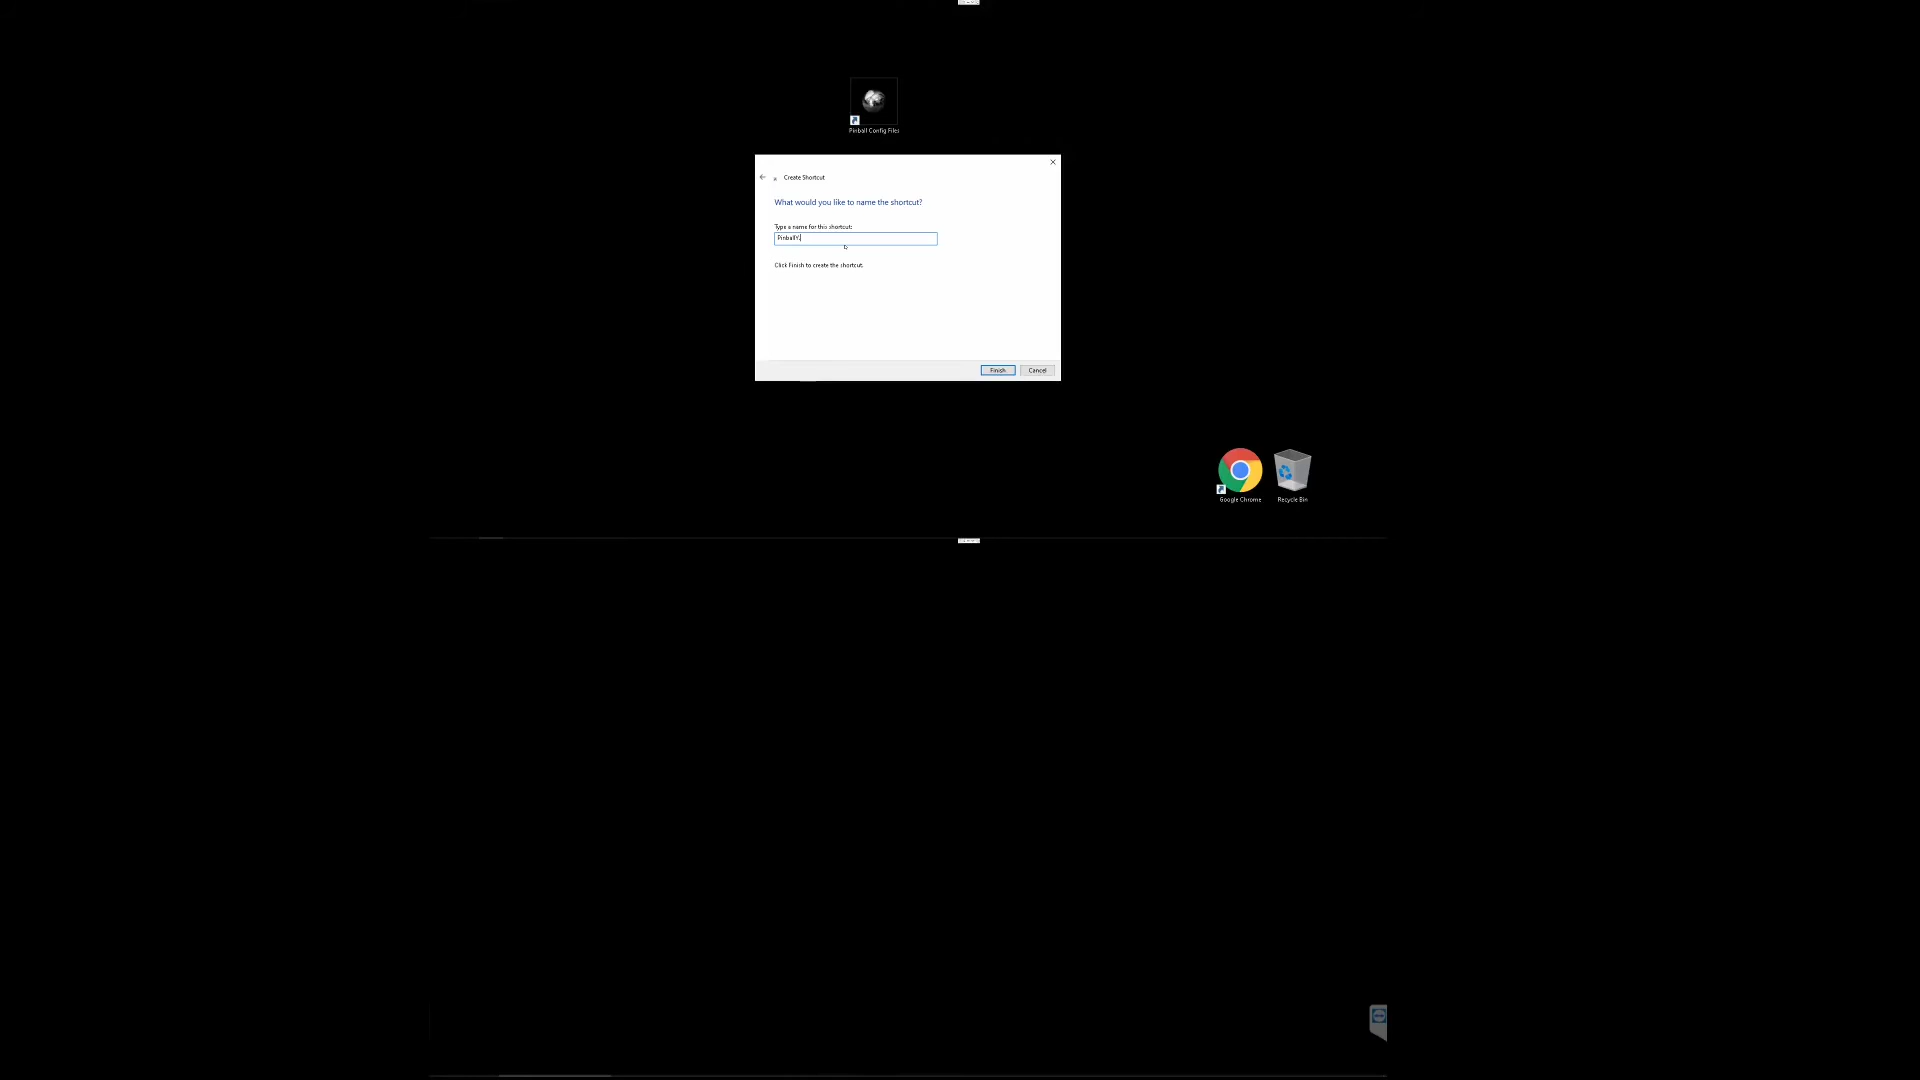 Pinball Config Files
Create Shortcut
What would you like to name the shortcut?
Type a name for this shortcut:
PinballY
Click Finish to create the shortcut.
Finish
Cancel
Google Chrome
Recycle Bin